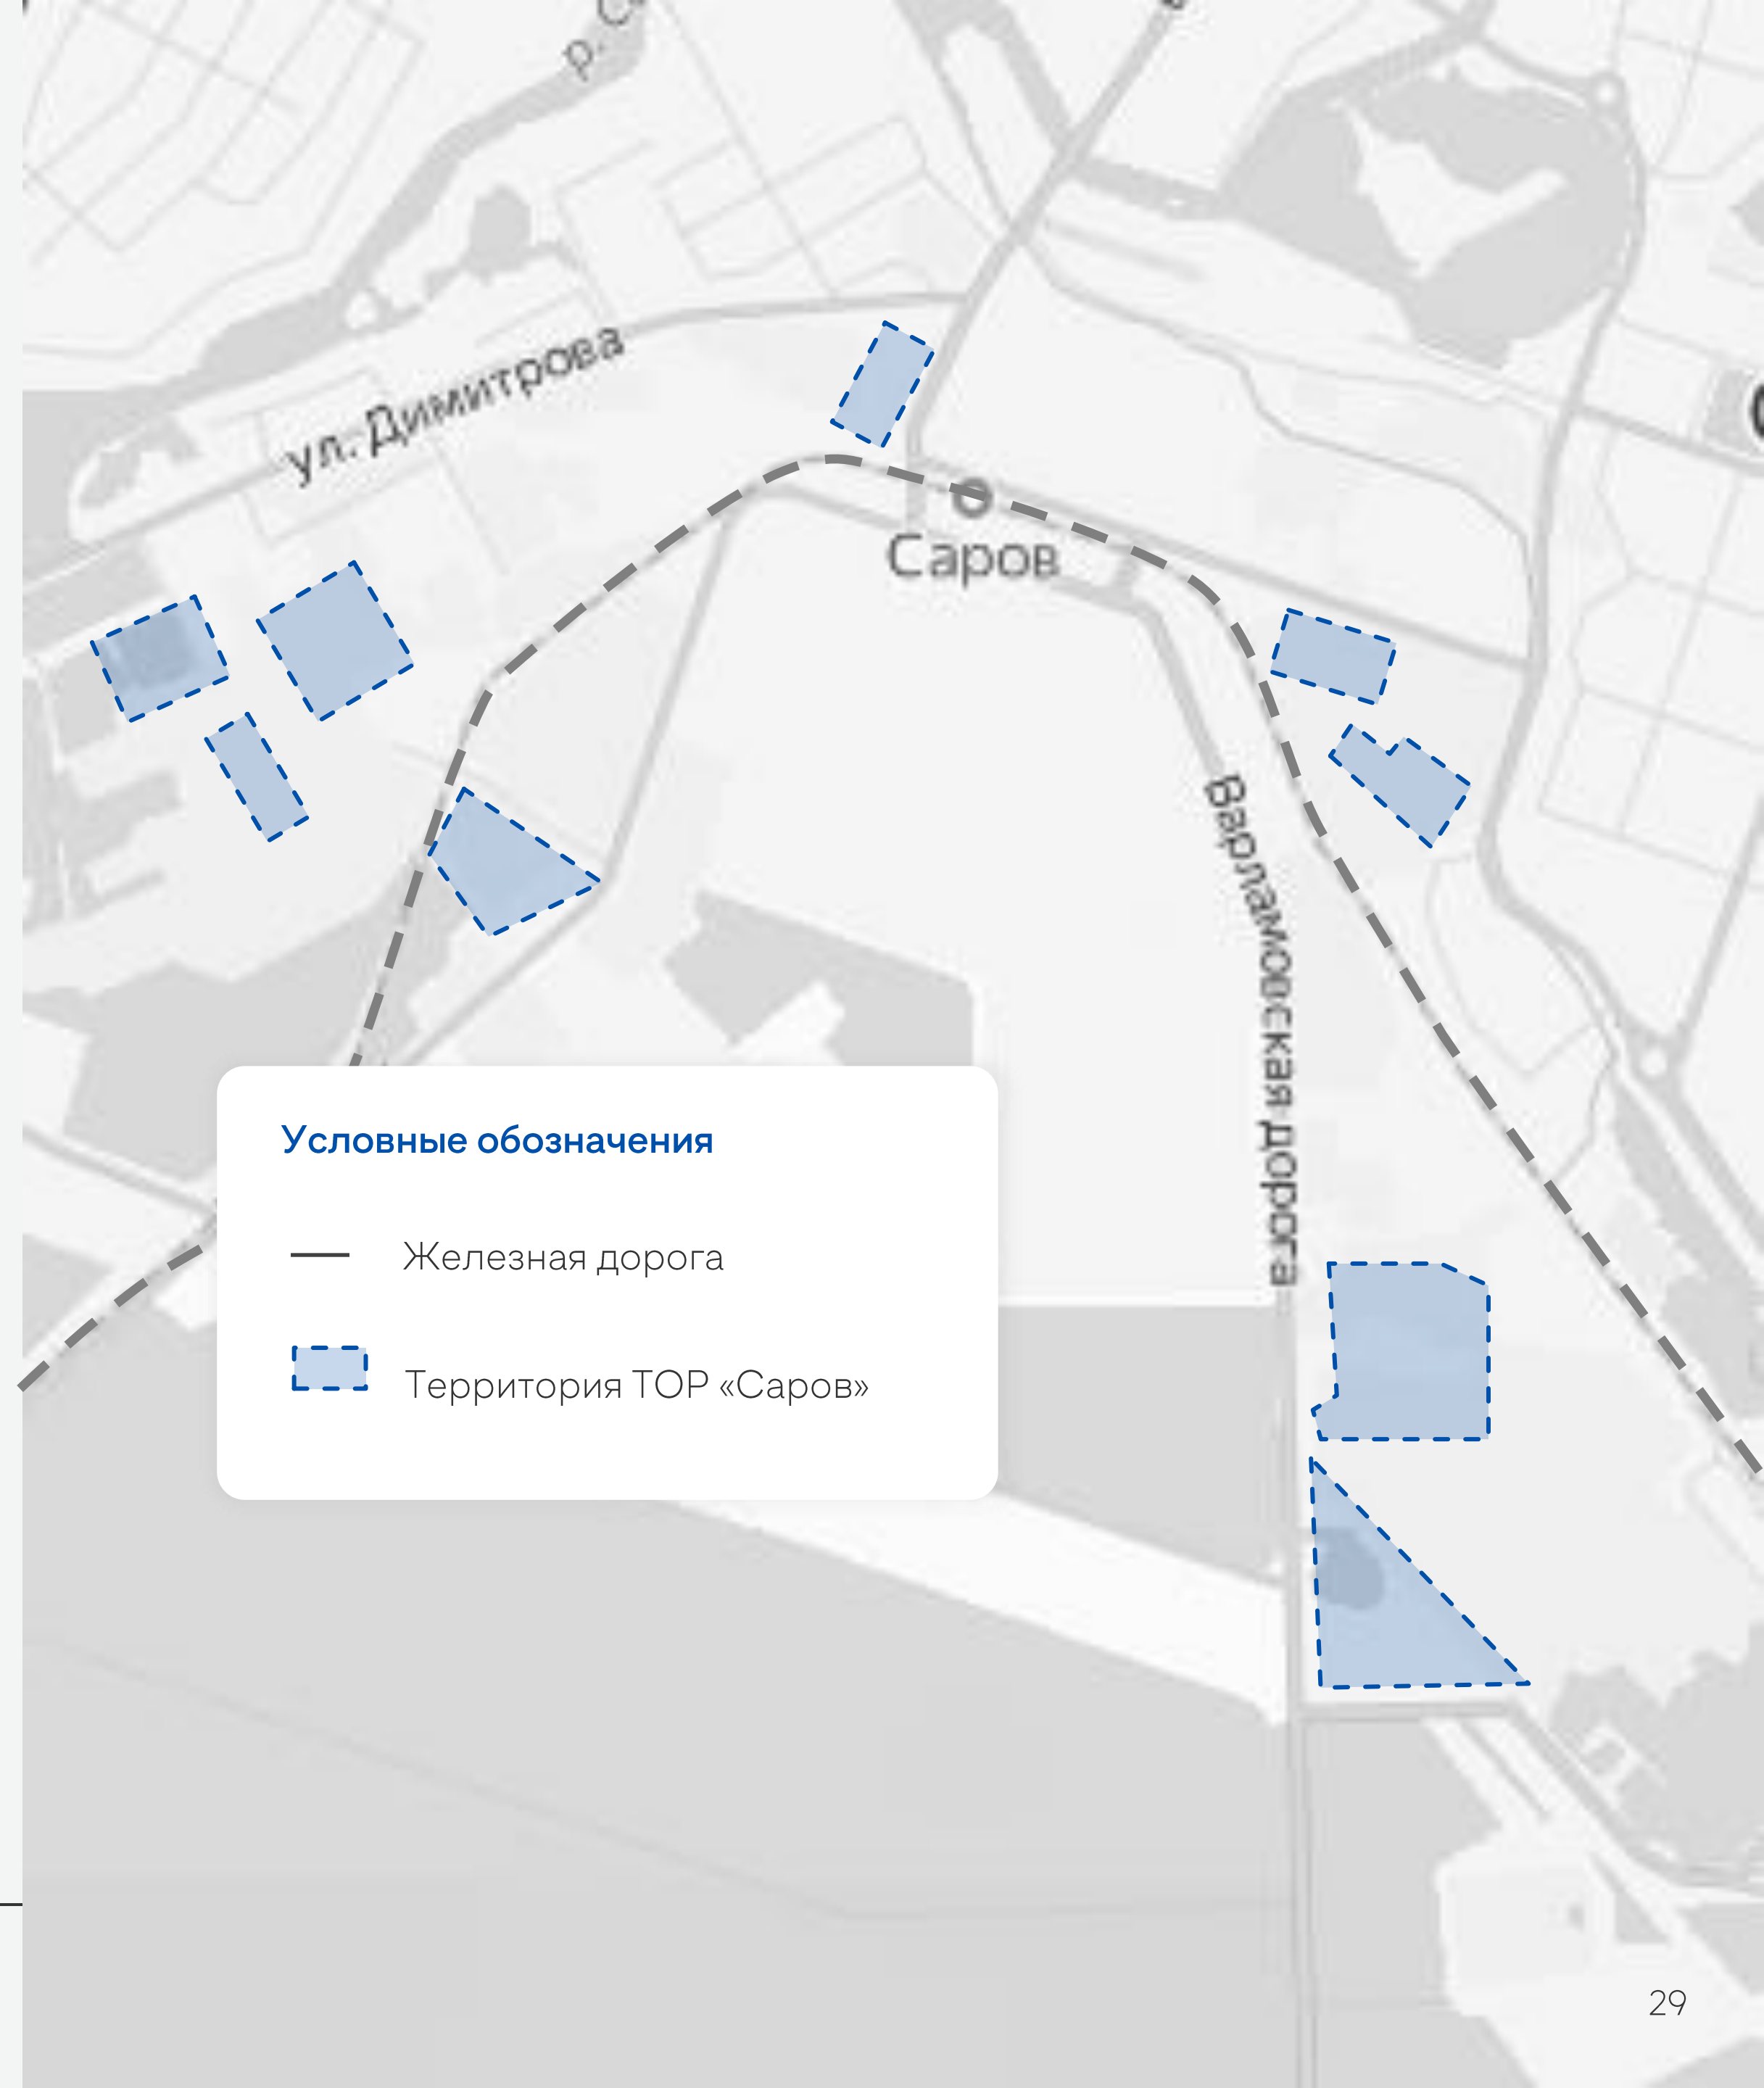 р. С
ул. Димитрова
Саров
Варламовская дорога
Условные обозначения
Железная дорога
Территория ТОР «Саров»
29